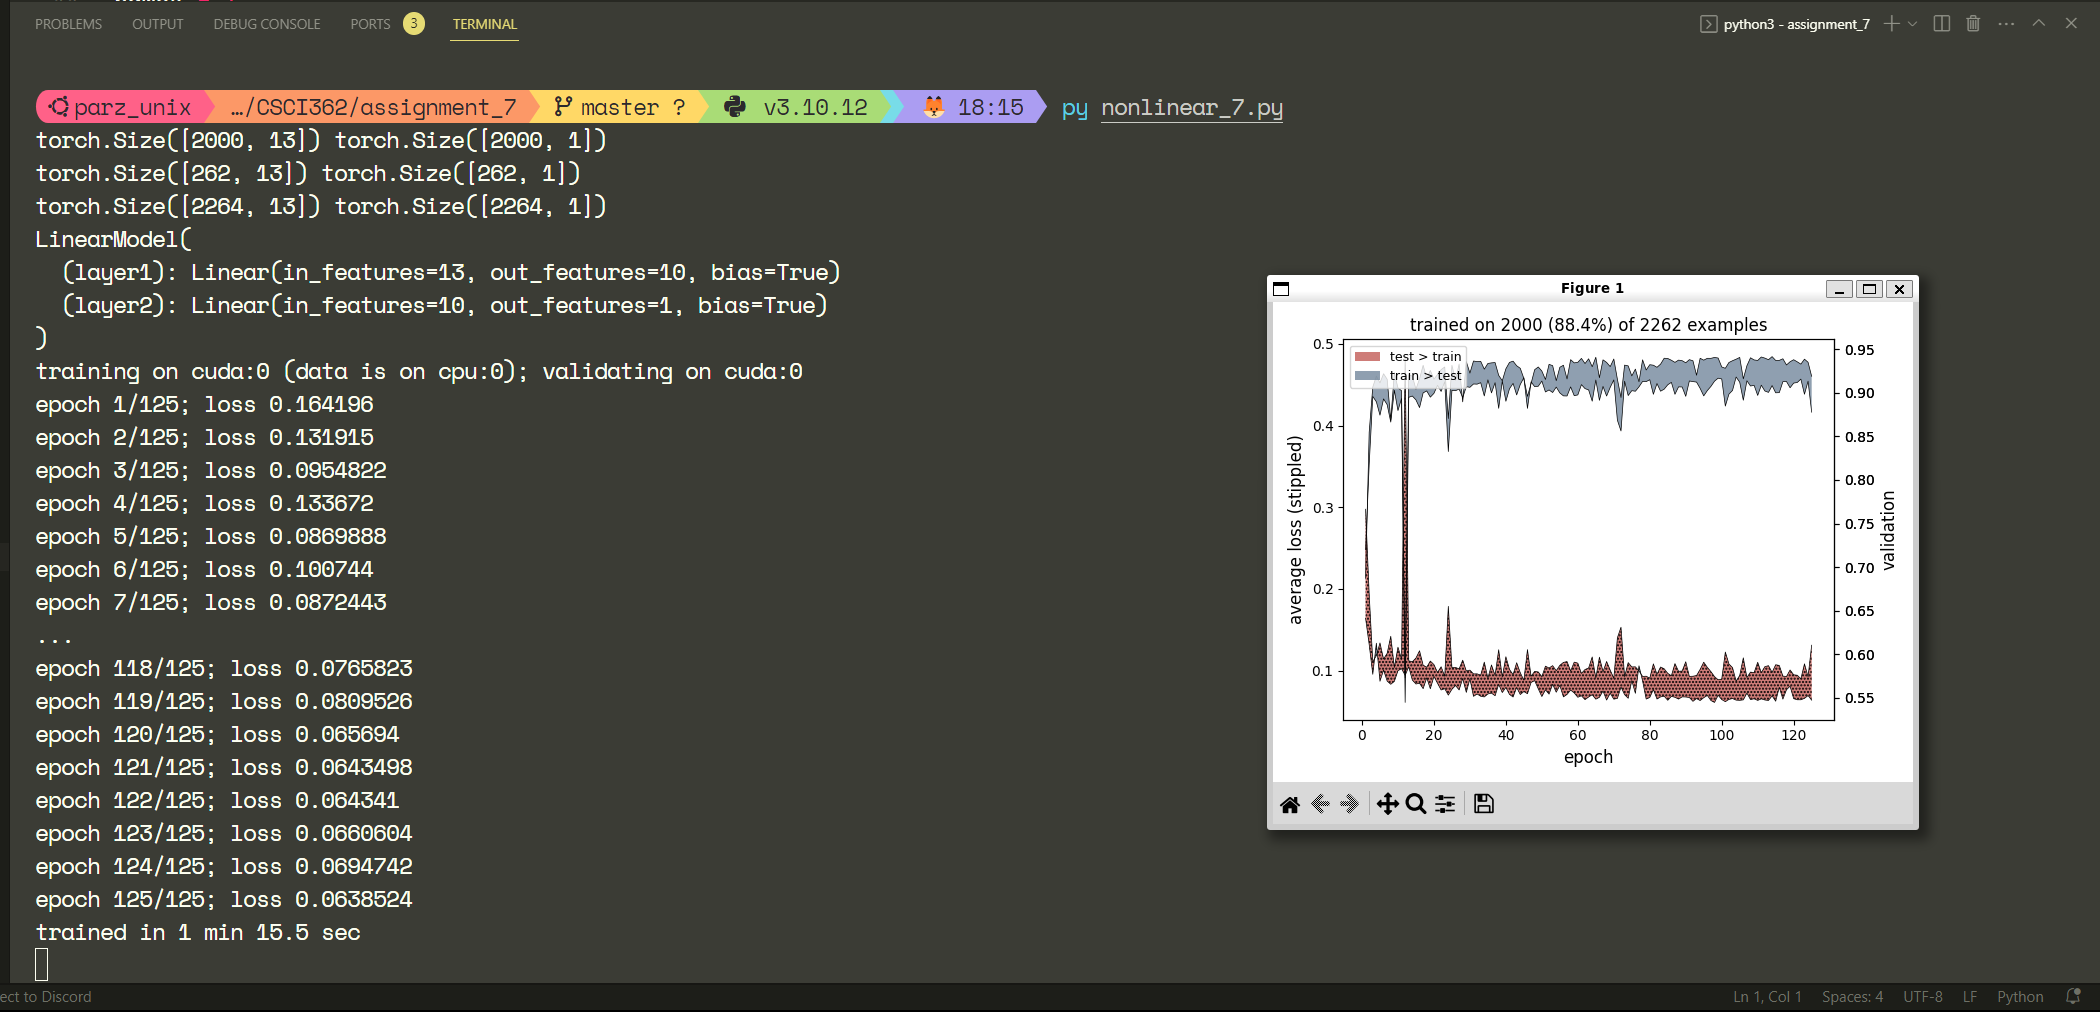 PROBLEMS OUTPUT DEBUG CONSOLE PORTS 3 TERMINAL python3 - assignment_7
parz_unix …/CSCI362/assignment_7 master ? v3.10.12 18:15 py nonlinear_7.py
torch.Size([2000, 13]) torch.Size([2000, 1])
torch.Size([262, 13]) torch.Size([262, 1])
torch.Size([2264, 13]) torch.Size([2264, 1])
LinearModel(
(layer1): Linear(in_features=13, out_features=10, bias=True)
(layer2): Linear(in_features=10, out_features=1, bias=True)
)
training on cuda:0 (data is on cpu:0); validating on cuda:0
epoch 1/125; loss 0.164196
epoch 2/125; loss 0.131915
epoch 3/125; loss 0.0954822
epoch 4/125; loss 0.133672
epoch 5/125; loss 0.0869888
epoch 6/125; loss 0.100744
epoch 7/125; loss 0.0872443
...
epoch 118/125; loss 0.0765823
epoch 119/125; loss 0.0809526
epoch 120/125; loss 0.065694
epoch 121/125; loss 0.0643498
epoch 122/125; loss 0.064341
epoch 123/125; loss 0.0660604
epoch 124/125; loss 0.0694742
epoch 125/125; loss 0.0638524
trained in 1 min 15.5 sec
Figure 1
trained on 2000 (88.4%) of 2262 examples
test > train
train > test
0.5
0.4
0.3
0.2
0.1
average loss (stippled)
0.95
0.90
0.85
0.80
0.75
0.70
0.65
0.60
0.55
validation
0 20 40 60 80 100 120
epoch
ect to Discord Ln 1, Col 1 Spaces: 4 UTF-8 LF Python